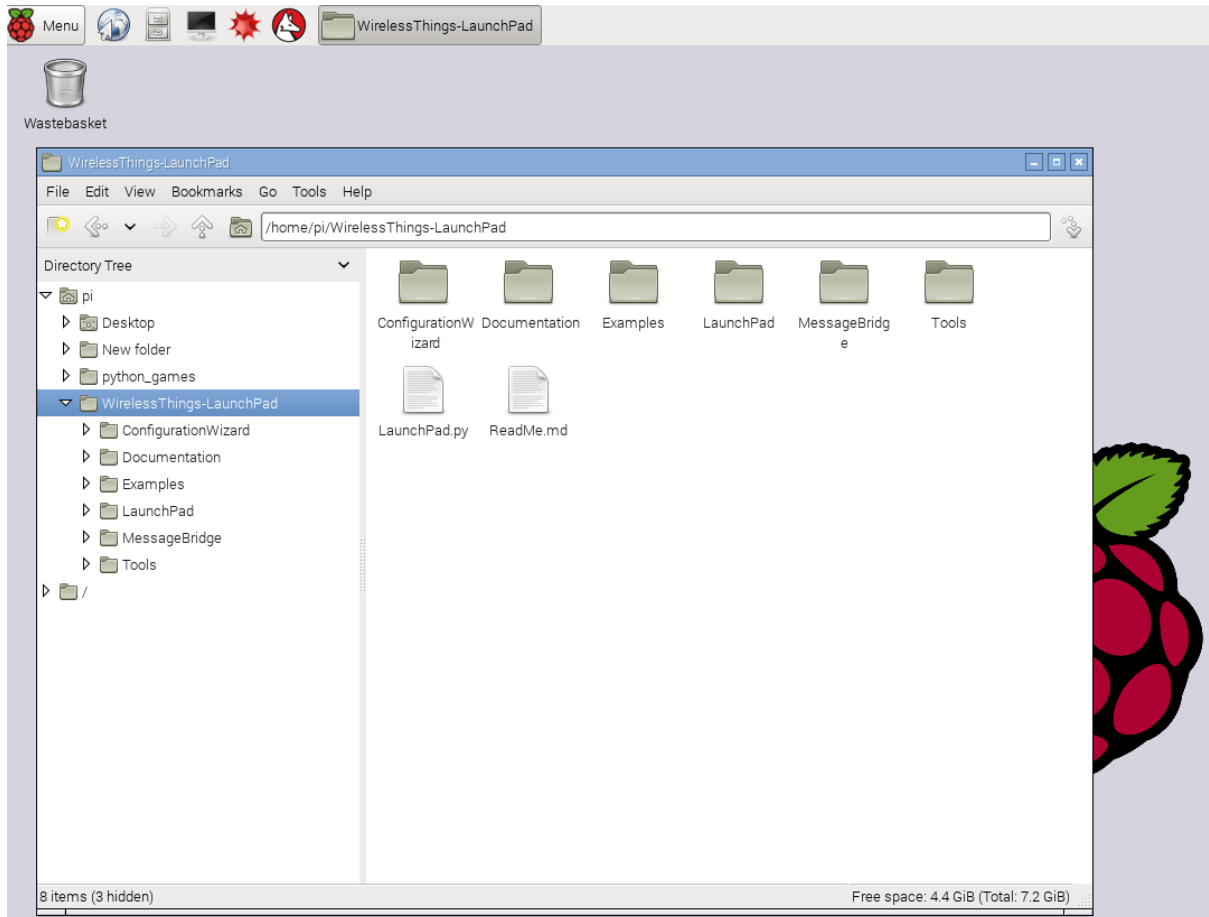 Menu WirelessThings-LaunchPad
Wastebasket
WirelessThings-LaunchPad
File Edit View Bookmarks Go Tools Help
/home/pi/WirelessThings-LaunchPad
Directory Tree
pi
Desktop
New folder
python_games
WirelessThings-LaunchPad
ConfigurationWizard
Documentation
Examples
LaunchPad
MessageBridge
Tools
/
ConfigurationW Documentation Examples LaunchPad MessageBridg Tools
izard e
LaunchPad.py ReadMe.md
8 items (3 hidden) Free space: 4.4 GiB (Total: 7.2 GiB)